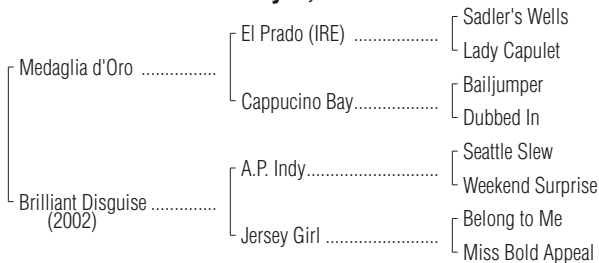 Sadler's Wells
El Prado (IRE) ..................
Lady Capulet
Medaglia d'Oro ................
Bailjumper
Cappucino Bay..................
Dubbed In
Seattle Slew
A.P. Indy............................
Weekend Surprise
Brilliant Disguise ..............
(2002)
Belong to Me
Jersey Girl ........................
Miss Bold Appeal